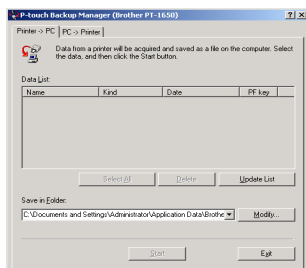 P-touch Backup Manager (Brother PT-1650)
Printer -> PC PC -> Printer
Data from a printer will be acquired and saved as a file on the computer. Select
the data, and then click the Start button.
Data List:
Name Kind Date PF key
Select All Delete Update List
Save in Folder:
C:\Documents and Settings\Administrator\Application Data\Brothe Modify...
Start Exit